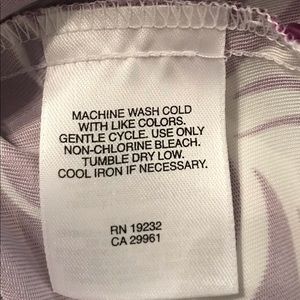 MACHINE WASH COLD
WITH LIKE COLORS.
GENTLE CYCLE. USE ONLY
NON-CHLORINE BLEACH.
TUMBLE DRY LOW.
COOL IRON IF NECESSARY.
RN 19232
CA 29961